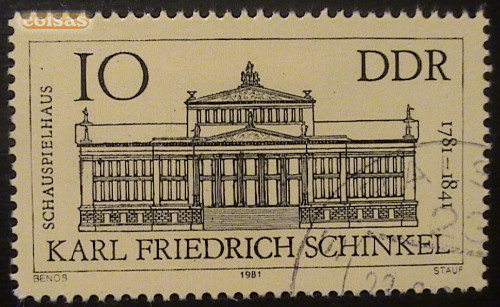 coisas
10
DDR
SCHAUSPIELHAUS
1781-1841
KARL FRIEDRICH SCHINKEL
BENGS
1981
STAUF